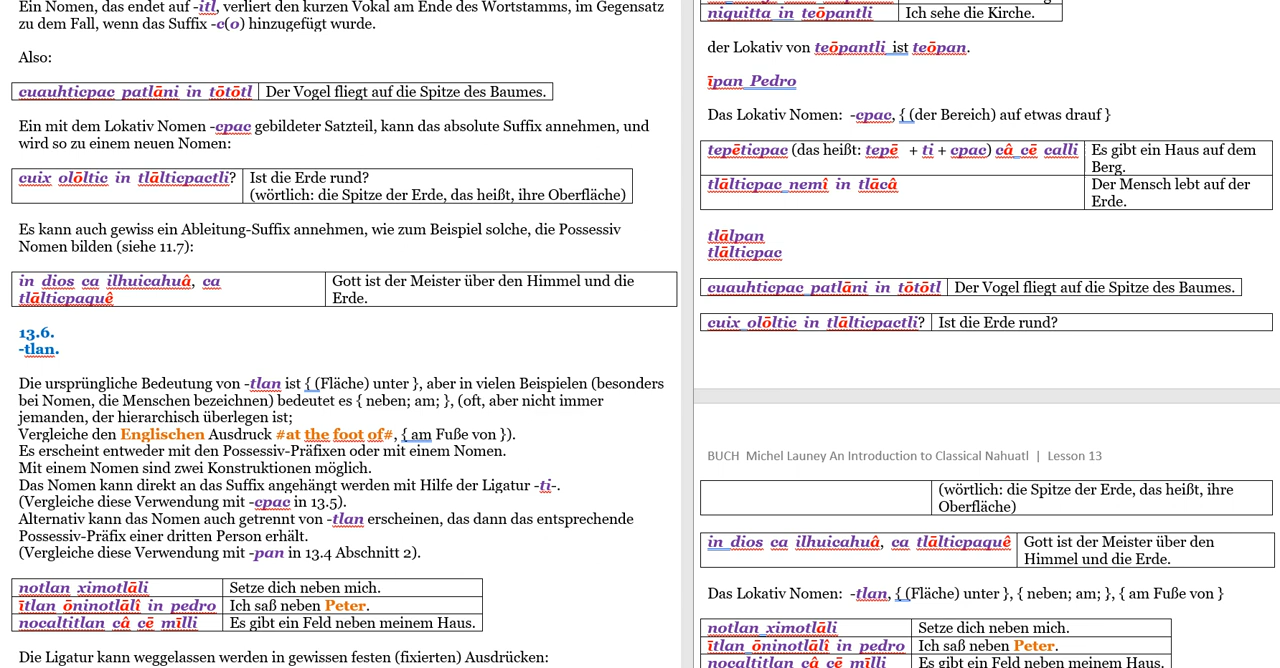 Ein Nomen, das endet auf -itl, verliert den kurzen Vokal am Ende des Wortstamms, im Gegensatz
zu dem Fall, wenn das Suffix -c(o) hinzugefügt wurde.
Also:
cuauhticpac patlāni in tōtōtl Der Vogel fliegt auf die Spitze des Baumes.
Ein mit dem Lokativ Nomen -cpac gebildeter Satzteil, kann das absolute Suffix annehmen, und
wird so zu einem neuen Nomen:
cuix olōltic in tlālticpactli? Ist die Erde rund?
(wörtlich: die Spitze der Erde, das heißt, ihre Oberfläche)
Es kann auch gewiss ein Ableitung-Suffix annehmen, wie zum Beispiel solche, die Possessiv
Nomen bilden (siehe 11.7):
in dios ca ilhuicahuâ, ca Gott ist der Meister über den Himmel und die
tlālticpaquê Erde.
13.6.
-tlan.
Die ursprüngliche Bedeutung von -tlan ist { (Fläche) unter }, aber in vielen Beispielen (besonders
bei Nomen, die Menschen bezeichnen) bedeutet es { neben; am; }, (oft, aber nicht immer
jemanden, der hierarchisch überlegen ist;
Vergleiche den Englischen Ausdruck #at the foot of#, { am Fuße von }).
Es erscheint entweder mit den Possessiv-Präfixen oder mit einem Nomen.
Mit einem Nomen sind zwei Konstruktionen möglich.
Das Nomen kann direkt an das Suffix angehängt werden mit Hilfe der Ligatur -ti-.
(Vergleiche diese Verwendung mit -cpac in 13.5).
Alternativ kann das Nomen auch getrennt von -tlan erscheinen, das dann das entsprechende
Possessiv-Präfix einer dritten Person erhält.
(Vergleiche diese Verwendung mit -pan in 13.4 Abschnitt 2).
notlan ximotlāli Setze dich neben mich.
ītlan ōninotlālî in pedro Ich saß neben Peter.
nocaltitlan câ cē mīlli Es gibt ein Feld neben meinem Haus.
Die Ligatur kann weggelassen werden in gewissen festen (fixierten) Ausdrücken:
niquitta in teōpantli Ich sehe die Kirche.
der Lokativ von teōpantli ist teōpan.
īpan Pedro
Das Lokativ Nomen: -cpac, { (der Bereich) auf etwas drauf }
tepēticpac (das heißt: tepē + ti + cpac) câ cē calli Es gibt ein Haus auf dem
Berg.
tlālticpac nemî in tlācâ Der Mensch lebt auf der
Erde.
tlālpan
tlālticpac
cuauhticpac patlāni in tōtōtl Der Vogel fliegt auf die Spitze des Baumes.
cuix olōltic in tlālticpactli? Ist die Erde rund?
BUCH Michel Launey An Introduction to Classical Nahuatl | Lesson 13
(wörtlich: die Spitze der Erde, das heißt, ihre
Oberfläche)
in dios ca ilhuicahuâ, ca tlālticpaquê Gott ist der Meister über den
Himmel und die Erde.
Das Lokativ Nomen: -tlan, { (Fläche) unter }, { neben; am; }, { am Fuße von }
notlan ximotlāli Setze dich neben mich.
ītlan ōninotlālî in pedro Ich saß neben Peter.
nocaltitlan câ cē mīlli Es gibt ein Feld neben meinem Haus.